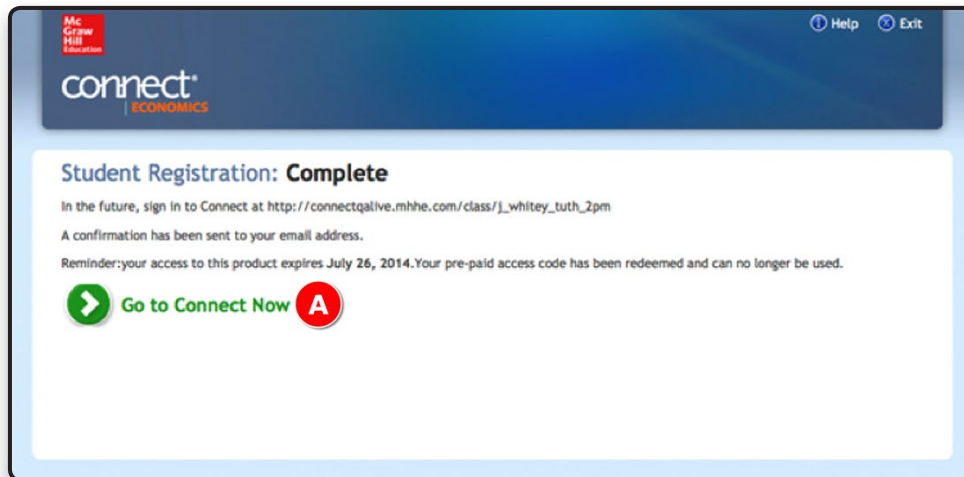 Mc
Graw
Hill
Education
Help
Exit
connect®
ECONOMICS
Student Registration: Complete
In the future, sign in to Connect at http://connectqalive.mhhe.com/class/j_whitey_tuth_2pm
A confirmation has been sent to your email address.
Reminder:your access to this product expires July 26, 2014.Your pre-paid access code has been redeemed and can no longer be used.
Go to Connect Now A